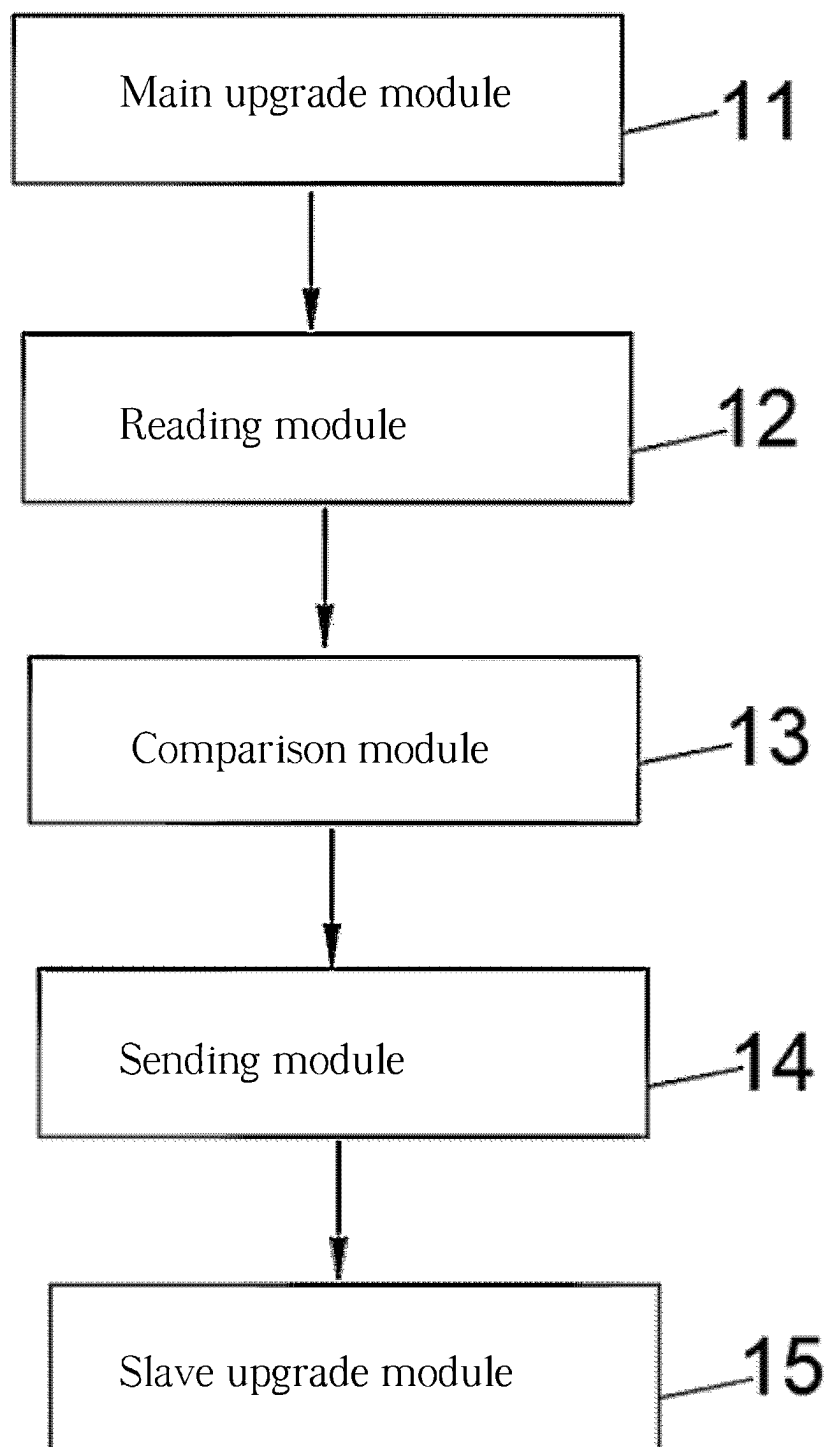 Main upgrade module
11
Reading module
12
Comparison module
13
Sending module
14
Slave upgrade module
15